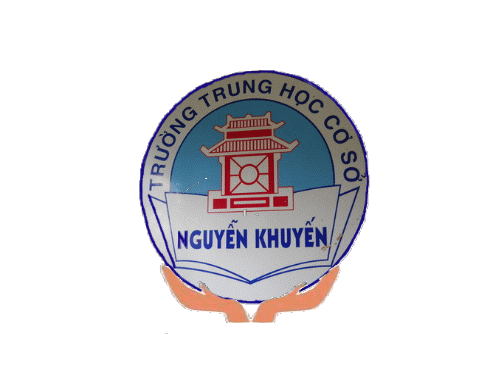 TRƯỜNG TRUNG HỌC CƠ SỞ
NGUYỄN KHUYẾN